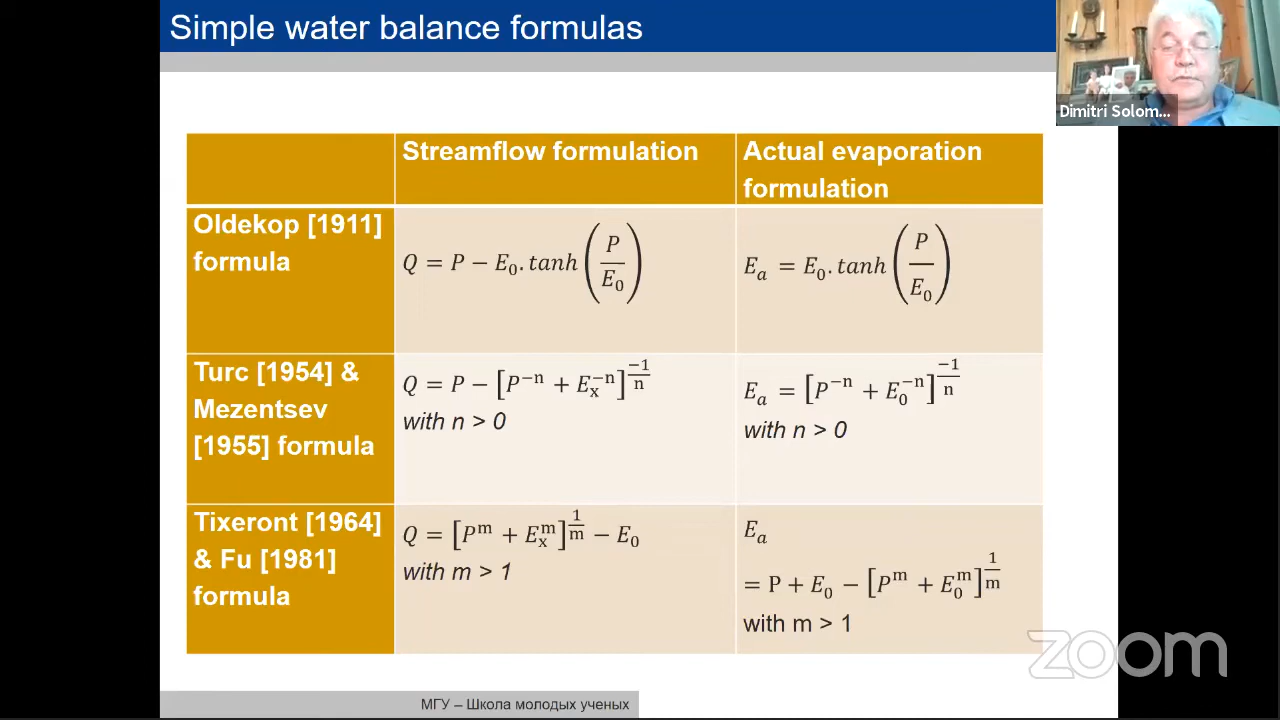 Simple water balance formulas
Dimitri Solom...
Streamflow formulation
Actual evaporation
formulation
Oldekop [1911]
formula
Q = P − E₀. tanh (P/E₀)
Eₐ = E₀. tanh (P/E₀)
Turc [1954] &
Mezentsev
[1955] formula
Q = P − [P⁻ⁿ + Eₓ⁻ⁿ]^(−1/n)
with n > 0
Eₐ = [P⁻ⁿ + E₀⁻ⁿ]^(−1/n)
with n > 0
Tixeront [1964]
& Fu [1981]
formula
Q = [Pᵐ + Eₓᵐ]^(1/m) − E₀
with m > 1
Eₐ
= P + E₀ − [Pᵐ + E₀ᵐ]^(1/m)
with m > 1
zoom
МГУ – Школа молодых ученых